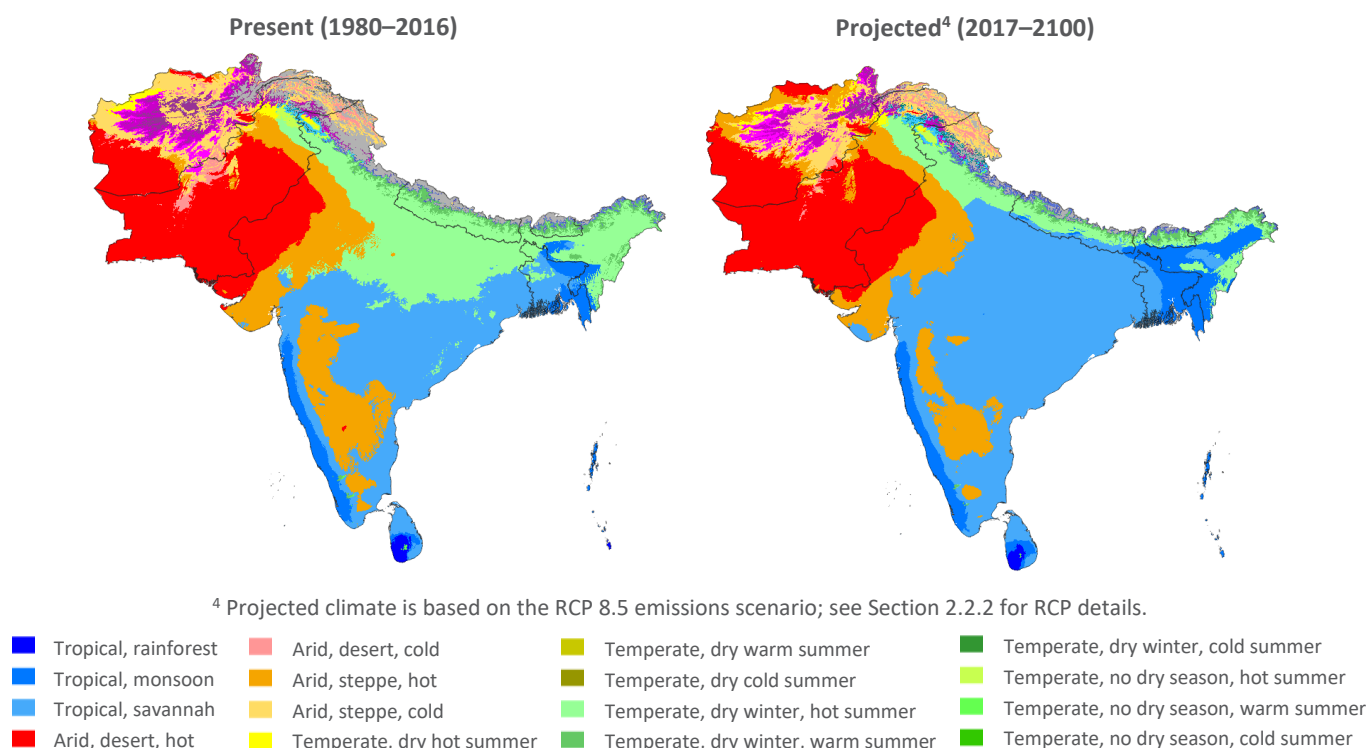 Present (1980–2016)
Projected⁴ (2017–2100)
⁴ Projected climate is based on the RCP 8.5 emissions scenario; see Section 2.2.2 for RCP details.
Tropical, rainforest
Tropical, monsoon
Tropical, savannah
Arid, desert, hot
Arid, desert, cold
Arid, steppe, hot
Arid, steppe, cold
Temperate, dry hot summer
Temperate, dry warm summer
Temperate, dry cold summer
Temperate, dry winter, hot summer
Temperate, dry winter, warm summer
Temperate, dry winter, cold summer
Temperate, no dry season, hot summer
Temperate, no dry season, warm summer
Temperate, no dry season, cold summer